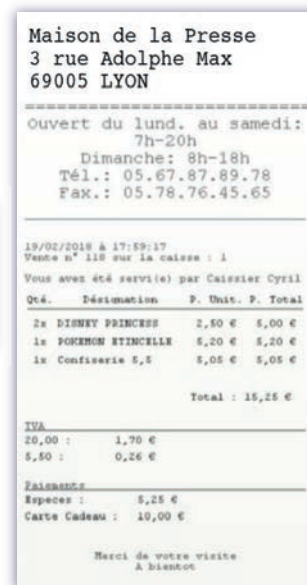 Maison de la Presse
3 rue Adolphe Max
69005 LYON
Ouvert du lund. au samedi:
7h-20h
Dimanche: 8h-18h
Tél.: 05.67.87.89.78
Fax.: 05.78.76.45.65
19/02/2018 à 17:59:17
Vente n° 118 sur la caisse : 1
Vous avez été servi(e) par Caissier Cyril
Qté. Désignation P. Unit. P. Total
2x DISNEY PRINCESS 2,50 € 5,00 €
1x POKEMON ETINCELLE 5,20 € 5,20 €
1x Confiserie 5,5 5,05 € 5,05 €
Total : 15,25 €
TVA
20,00 : 1,70 €
5,50 : 0,26 €
Paiements
Especes : 5,25 €
Carte Cadeau : 10,00 €
Merci de votre visite
A bientot